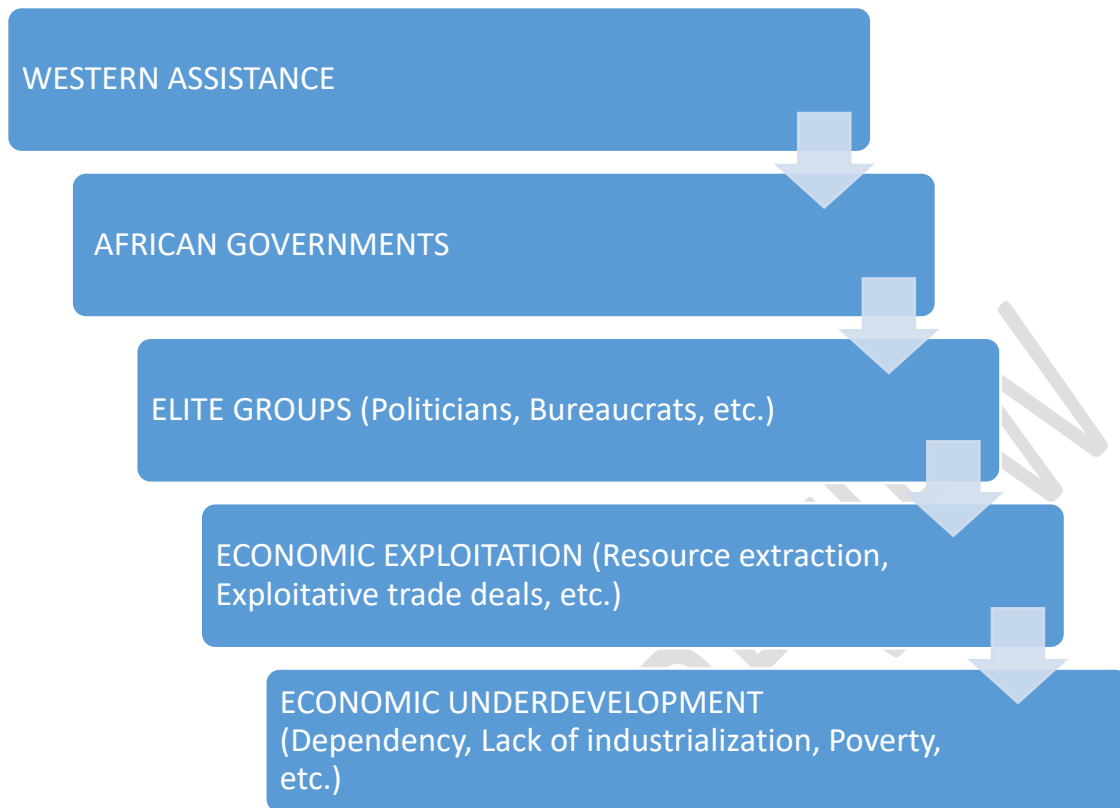 WESTERN ASSISTANCE
AFRICAN GOVERNMENTS
ELITE GROUPS (Politicians, Bureaucrats, etc.)
ECONOMIC EXPLOITATION (Resource extraction,
Exploitative trade deals, etc.)
ECONOMIC UNDERDEVELOPMENT
(Dependency, Lack of industrialization, Poverty,
etc.)